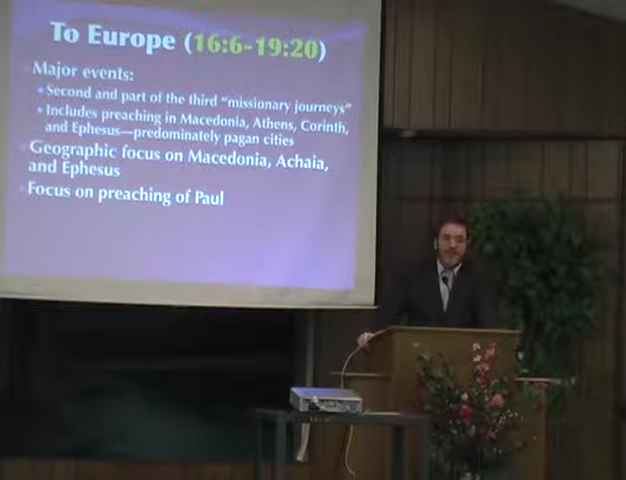 To Europe (16:6-19:20)
Major events:
• Second and part of the third "missionary journeys"
• Includes preaching in Macedonia, Athens, Corinth,
and Ephesus—predominately pagan cities
Geographic focus on Macedonia, Achaia,
and Ephesus
Focus on preaching of Paul